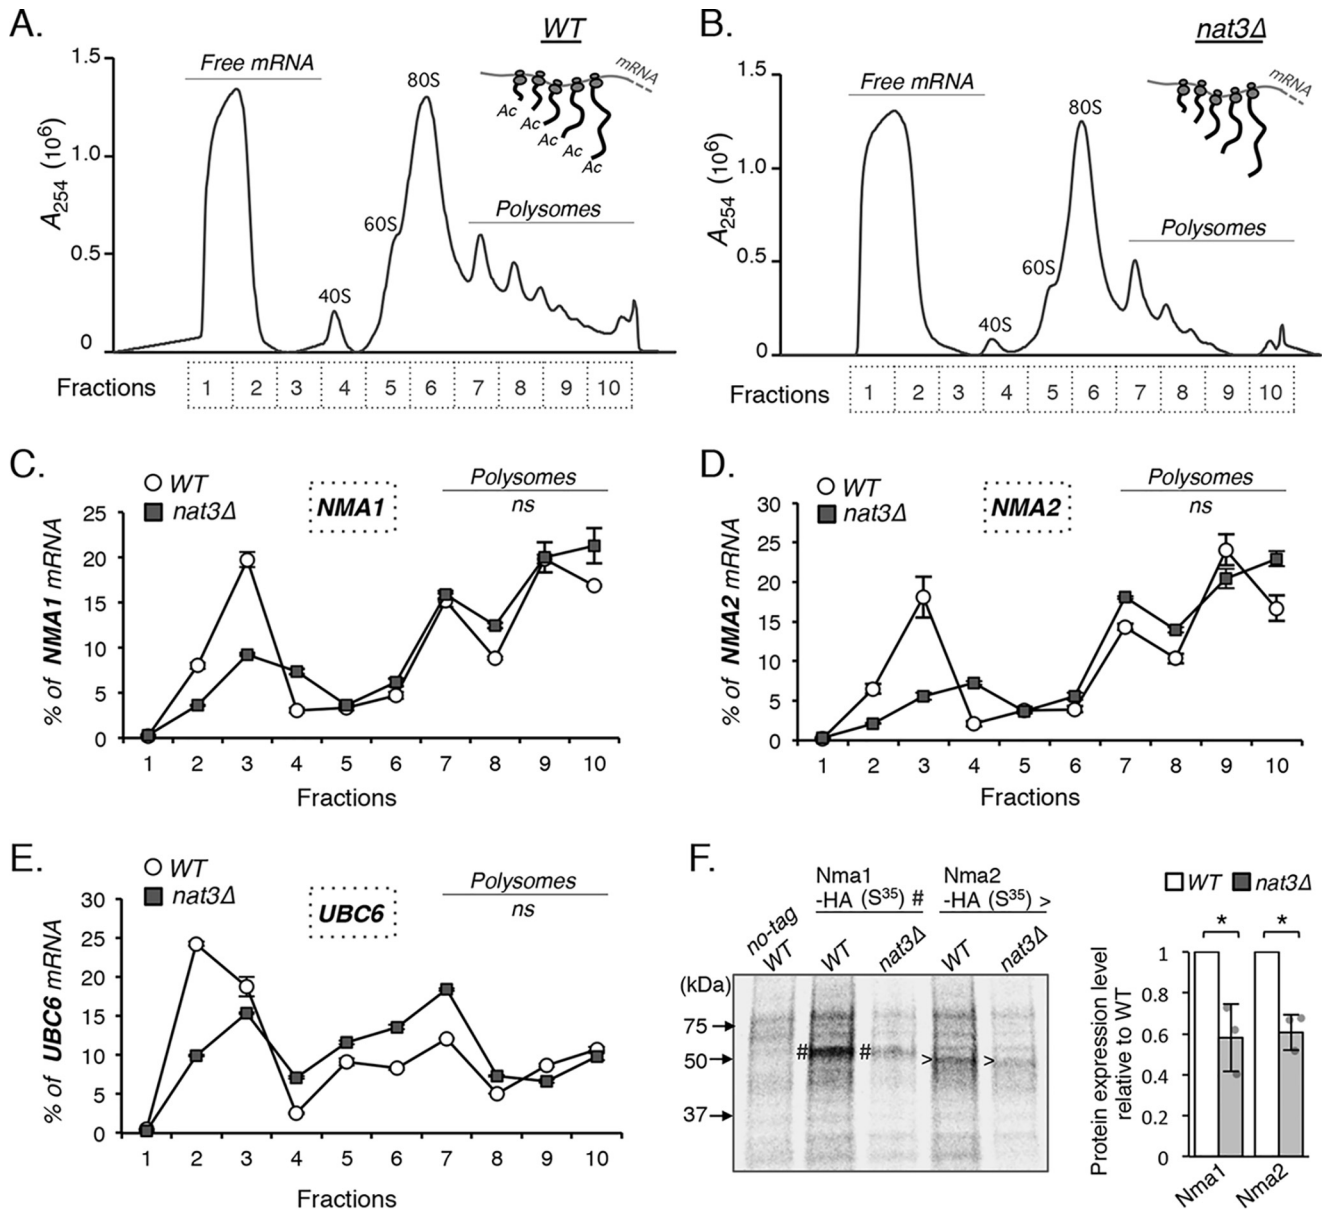 A.
WT
1.5
1.0
0.5
0
A254 (10^6)
Free mRNA
40S
60S
80S
Polysomes
mRNA
Ac
Ac
Ac
Ac
Ac
Fractions 1 2 3 4 5 6 7 8 9 10
B.
nat3Δ
1.5
1.0
0.5
0
A254 (10^6)
Free mRNA
40S
60S
80S
Polysomes
mRNA
Fractions 1 2 3 4 5 6 7 8 9 10
C.
WT
nat3Δ
NMA1
Polysomes
ns
% of NMA1 mRNA
25
20
15
10
5
0
1 2 3 4 5 6 7 8 9 10
Fractions
D.
WT
nat3Δ
NMA2
Polysomes
ns
% of NMA2 mRNA
30
25
20
15
10
5
0
1 2 3 4 5 6 7 8 9 10
Fractions
E.
WT
nat3Δ
UBC6
Polysomes
ns
% of UBC6 mRNA
30
25
20
15
10
5
0
1 2 3 4 5 6 7 8 9 10
Fractions
F.
Nma1
-HA (S³⁵) #
Nma2
-HA (S³⁵) >
no-tag
WT
WT
nat3Δ
WT
nat3Δ
(kDa)
75
50
37
# # > >
WT nat3Δ
* *
Protein expression level
relative to WT
1
0.8
0.6
0.4
0.2
0
Nma1
Nma2